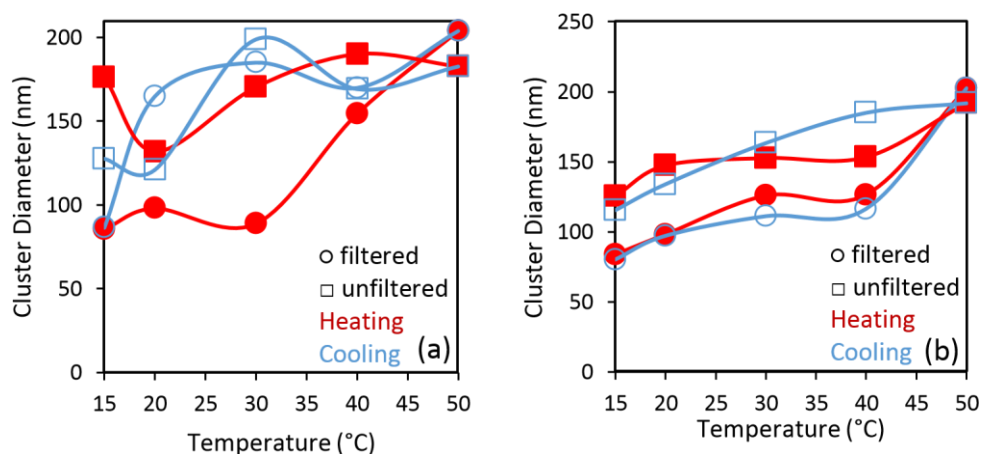 Cluster Diameter (nm)
200
150
100
50
0
○ filtered
□ unfiltered
Heating
Cooling
(a)
15 20 25 30 35 40 45 50
Temperature (°C)
Cluster Diameter (nm)
250
200
150
100
50
0
○ filtered
□ unfiltered
Heating
Cooling
(b)
15 20 25 30 35 40 45 50
Temperature (°C)